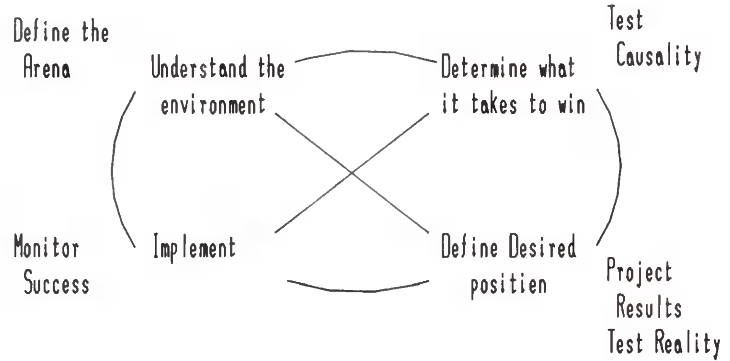 Define the
Arena
Understand the
environment
Determine what
it takes to win
Test
Causality
Monitor
Success
Implement
Define Desired
position
Project
Results
Test Reality